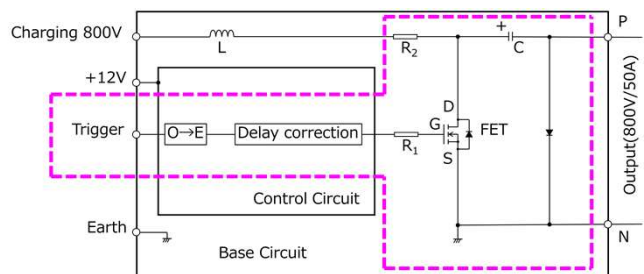 Charging 800V
L
R2
+
C
P
+12V
Trigger
O→E
Delay correction
R1
D
G
S
FET
Output(800V/50A)
Control Circuit
Earth
Base Circuit
N